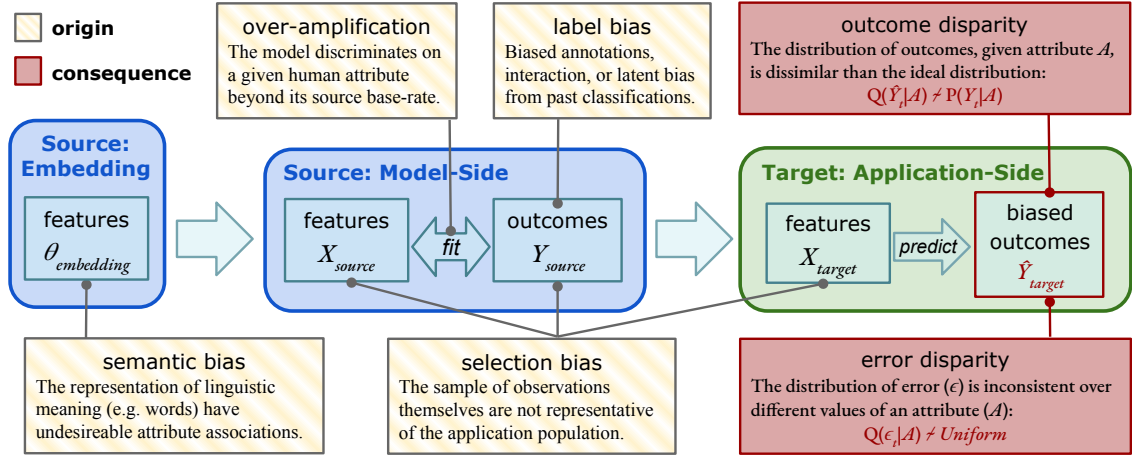 origin
consequence
over-amplification
The model discriminates on
a given human attribute
beyond its source base-rate.
label bias
Biased annotations,
interaction, or latent bias
from past classifications.
outcome disparity
The distribution of outcomes, given attribute A,
is dissimilar than the ideal distribution:
Q(Ŷₜ|A) ≁ P(Yₜ|A)
Source:
Embedding
features
θ embedding
Source: Model-Side
features
X source
fit
outcomes
Y source
Target: Application-Side
features
X target
predict
biased
outcomes
Ŷ target
semantic bias
The representation of linguistic
meaning (e.g. words) have
undesireable attribute associations.
selection bias
The sample of observations
themselves are not representative
of the application population.
error disparity
The distribution of error (ϵ) is inconsistent over
different values of an attribute (A):
Q(ϵₜ|A) ≁ Uniform